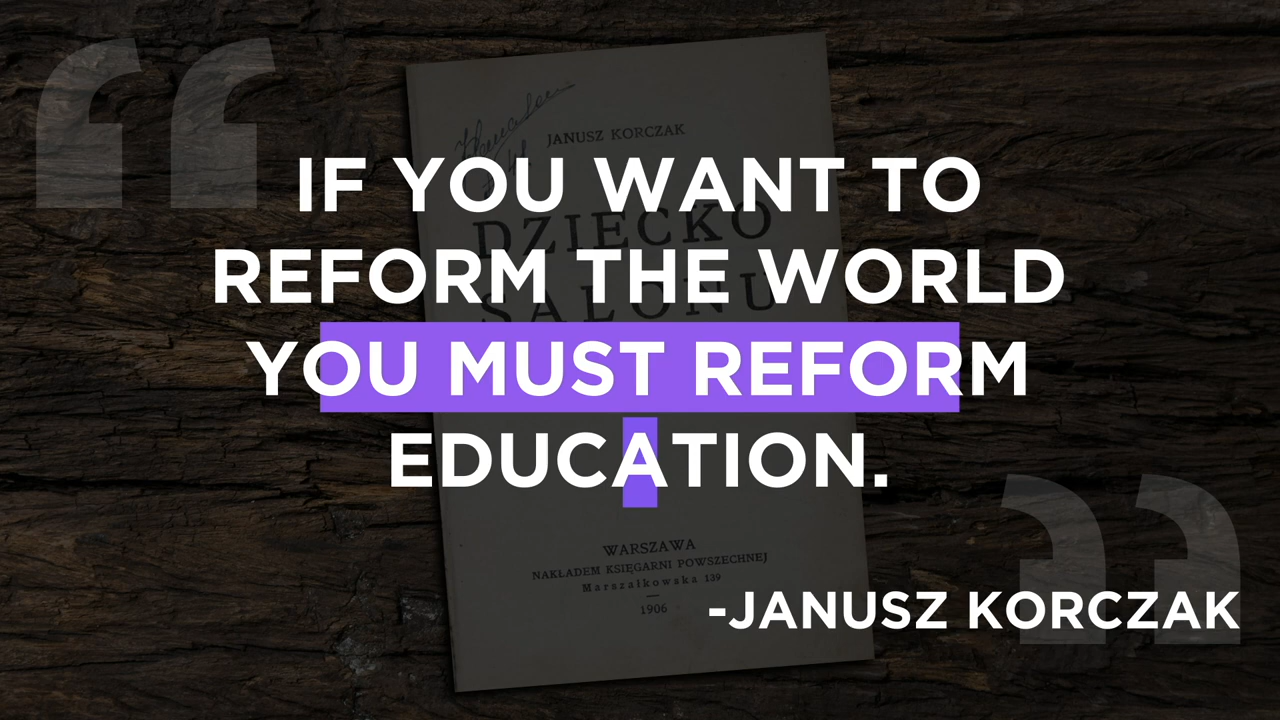 JANUSZ KORCZAK
IF YOU WANT TO
DZIECKO
REFORM THE WORLD
SALONU
YOU MUST REFORM
EDUCATION.
WARSZAWA
NAKŁADEM KSIĘGARNI POWSZECHNEJ
Marszałkowska 139
1906
-JANUSZ KORCZAK